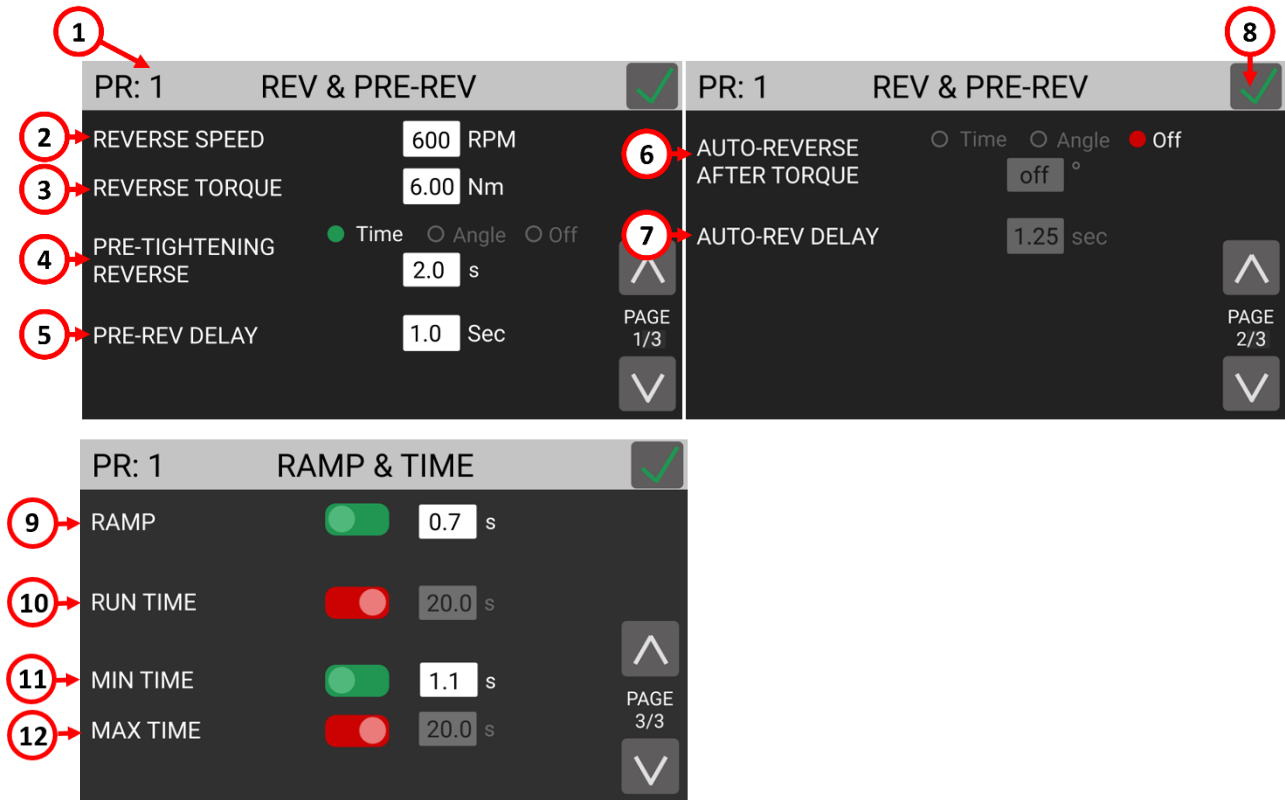 1
8
PR: 1 REV & PRE-REV
2 REVERSE SPEED 600 RPM
3 REVERSE TORQUE 6.00 Nm
Time Angle Off
4 PRE-TIGHTENING
REVERSE 2.0 s
5 PRE-REV DELAY 1.0 Sec
PAGE
1/3
PR: 1 REV & PRE-REV
Time Angle Off
6 AUTO-REVERSE
AFTER TORQUE off °
7 AUTO-REV DELAY 1.25 sec
PAGE
2/3
PR: 1 RAMP & TIME
9 RAMP 0.7 s
10 RUN TIME 20.0 s
11 MIN TIME 1.1 s
12 MAX TIME 20.0 s
PAGE
3/3